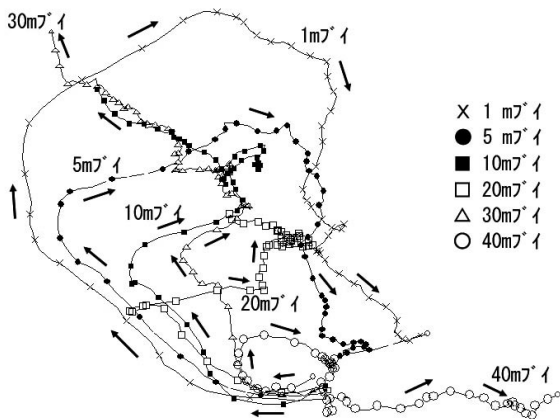 30mﾌﾞｲ
1mﾌﾞｲ
5mﾌﾞｲ
10mﾌﾞｲ
20mﾌﾞｲ
40mﾌﾞｲ
× 1 mﾌﾞｲ
● 5 mﾌﾞｲ
■ 10mﾌﾞｲ
□ 20mﾌﾞｲ
△ 30mﾌﾞｲ
○ 40mﾌﾞｲ